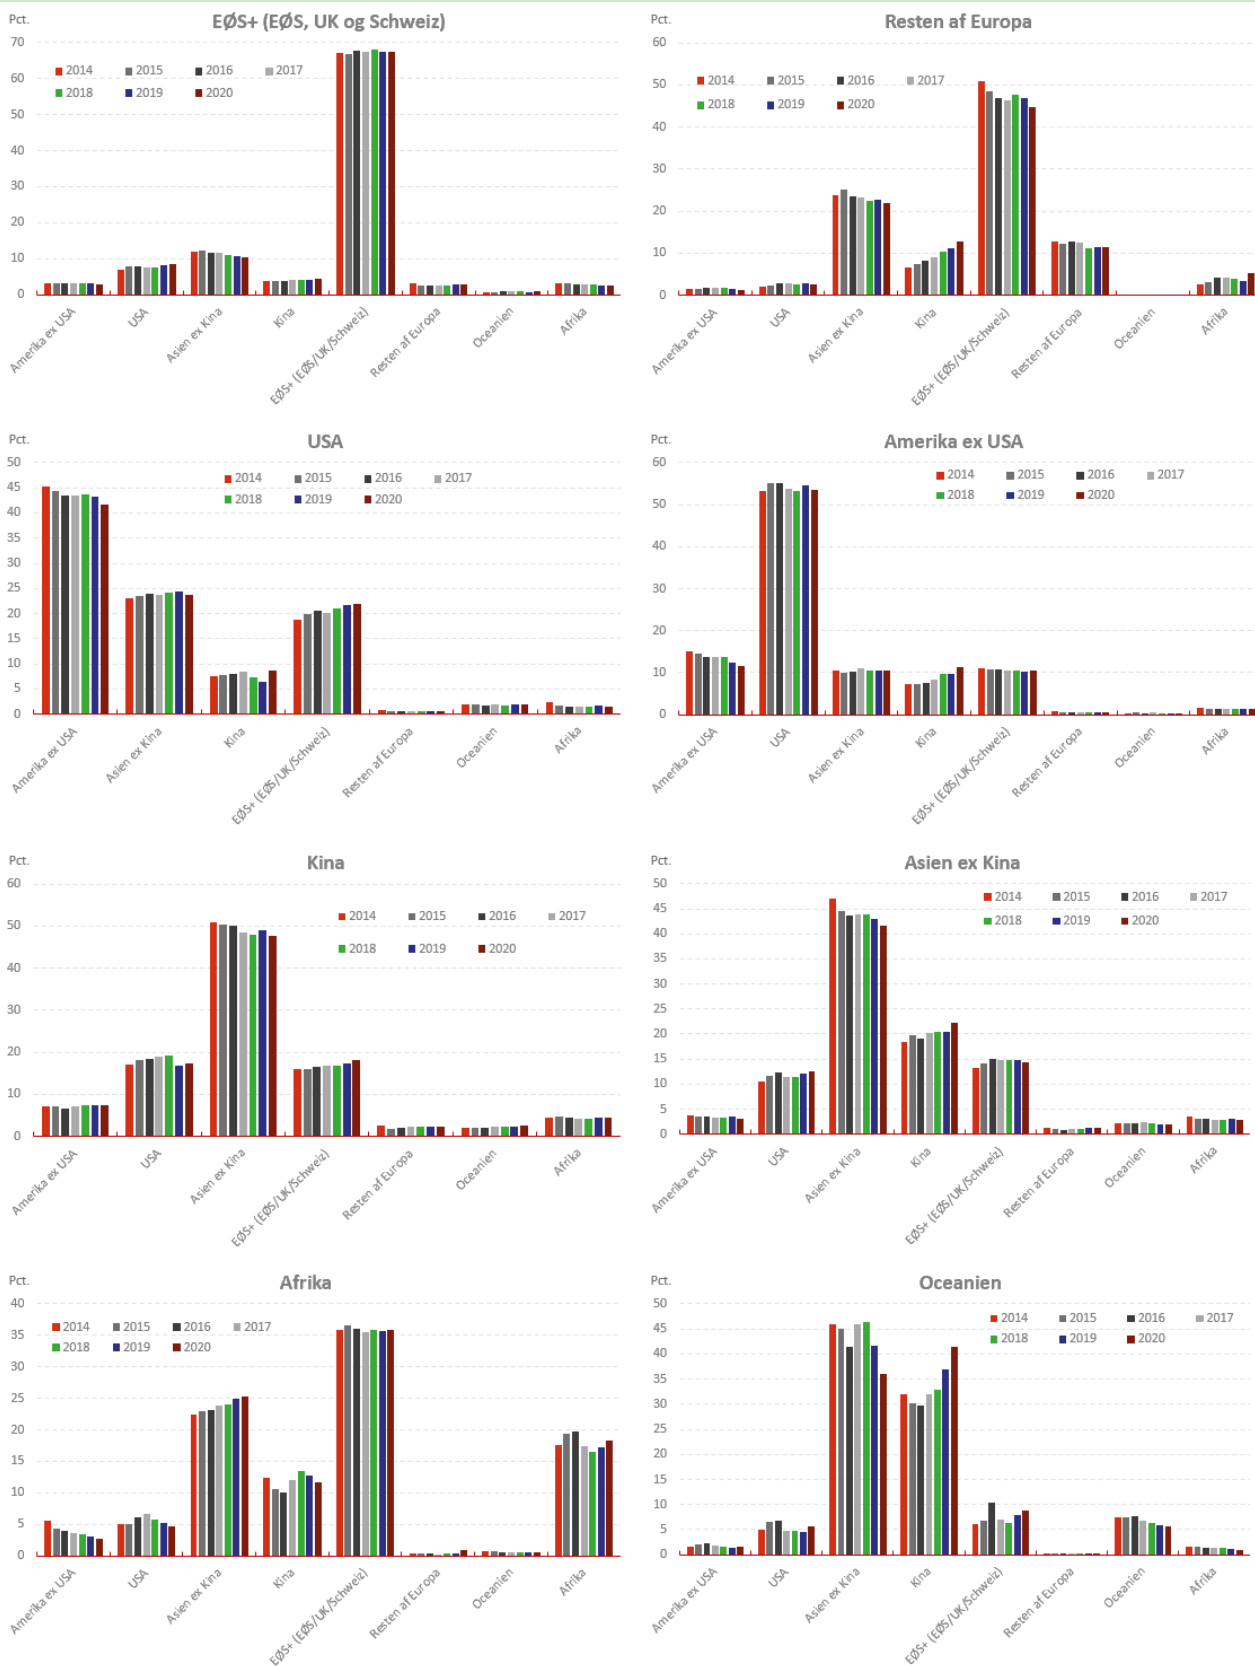 Pct.
EØS+ (EØS, UK og Schweiz)
70
60
50
40
30
20
10
0
2014 2015 2016 2017
2018 2019 2020
Amerika ex USA
USA
Asien ex Kina
Kina
EØS+ (EØS/UK/Schweiz)
Resten af Europa
Oceanien
Afrika
Pct.
Resten af Europa
60
50
40
30
20
10
0
2014 2015 2016 2017
2018 2019 2020
Amerika ex USA
USA
Asien ex Kina
Kina
EØS+ (EØS/UK/Schweiz)
Resten af Europa
Oceanien
Afrika
Pct.
USA
50
45
40
35
30
25
20
15
10
5
0
2014 2015 2016 2017
2018 2019 2020
Amerika ex USA
Asien ex Kina
Kina
EØS+ (EØS/UK/Schweiz)
Resten af Europa
Oceanien
Afrika
Pct.
Amerika ex USA
60
50
40
30
20
10
0
2014 2015 2016 2017
2018 2019 2020
Amerika ex USA
USA
Asien ex Kina
Kina
EØS+ (EØS/UK/Schweiz)
Resten af Europa
Oceanien
Afrika
Pct.
Kina
60
50
40
30
20
10
0
2014 2015 2016 2017
2018 2019 2020
Amerika ex USA
USA
Asien ex Kina
EØS+ (EØS/UK/Schweiz)
Resten af Europa
Oceanien
Afrika
Pct.
Asien ex Kina
50
45
40
35
30
25
20
15
10
5
0
2014 2015 2016 2017
2018 2019 2020
Amerika ex USA
USA
Asien ex Kina
Kina
EØS+ (EØS/UK/Schweiz)
Resten af Europa
Oceanien
Afrika
Pct.
Afrika
40
35
30
25
20
15
10
5
0
2014 2015 2016 2017
2018 2019 2020
Amerika ex USA
USA
Asien ex Kina
Kina
EØS+ (EØS/UK/Schweiz)
Resten af Europa
Oceanien
Afrika
Pct.
Oceanien
50
45
40
35
30
25
20
15
10
5
0
2014 2015 2016 2017
2018 2019 2020
Amerika ex USA
USA
Asien ex Kina
Kina
EØS+ (EØS/UK/Schweiz)
Resten af Europa
Oceanien
Afrika